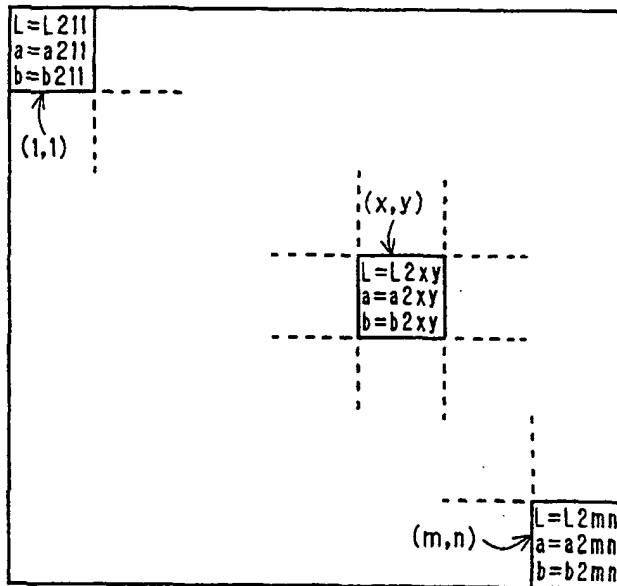 L=L211
a=a211
b=b211
(1,1)
(x,y)
L=L2xy
a=a2xy
b=b2xy
(m,n)
L=L2mn
a=a2mn
b=b2mn